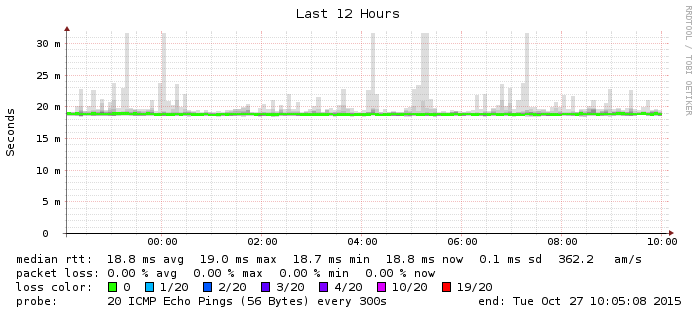 Last 12 Hours
RRDTOOL / TOBI OETIKER
Seconds
30 m
25 m
20 m
15 m
10 m
5 m
0
00:00 02:00 04:00 06:00 08:00 10:00
median rtt: 18.8 ms avg 19.0 ms max 18.7 ms min 18.8 ms now 0.1 ms sd 362.2 am/s
packet loss: 0.00 % avg 0.00 % max 0.00 % min 0.00 % now
loss color: 0 1/20 2/20 3/20 4/20 10/20 19/20
probe: 20 ICMP Echo Pings (56 Bytes) every 300s end: Tue Oct 27 10:05:08 2015